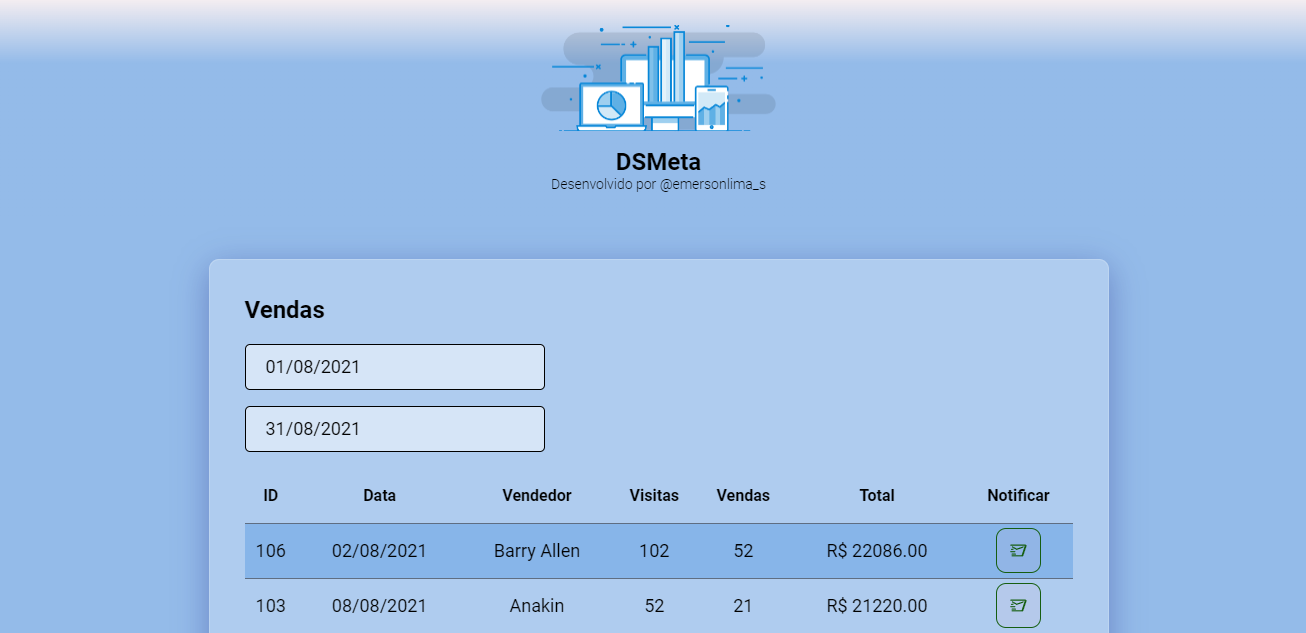 DSMeta
Desenvolvido por @emersonlima_s
Vendas
01/08/2021
31/08/2021
ID Data Vendedor Visitas Vendas Total Notificar
106 02/08/2021 Barry Allen 102 52 R$ 22086.00
103 08/08/2021 Anakin 52 21 R$ 21220.00